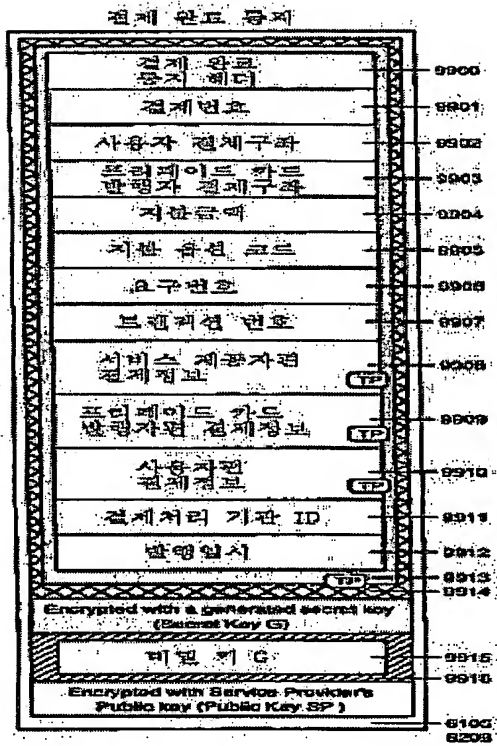 결제 완료 통지
결제 완료
통지 헤더
9900
결제번호
9901
사용자 결제구좌
9902
프리페이드 카드
발행자 결제구좌
9903
지불금액
9904
지불 옵션 코드
9905
요구번호
9906
트랜잭션 번호
9907
서비스 제공자편
결제정보
9908
TP
프리페이드 카드
발행자편 결제정보
9909
TP
사용자편
결제정보
9910
TP
결제처리 기관 ID
9911
발행일시
9912
9913
9914
Encrypted with a generated secret key
(Secret Key G)
비밀 키 G
9915
9916
Encrypted with Service Provider's
Public key (Public Key SP )
6209